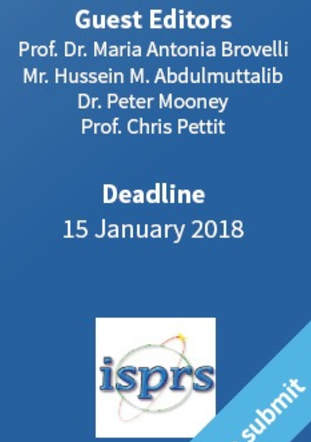 Guest Editors
Prof. Dr. Maria Antonia Brovelli
Mr. Hussein M. Abdulmuttalib
Dr. Peter Mooney
Prof. Chris Pettit
Deadline
15 January 2018
isprs
submit